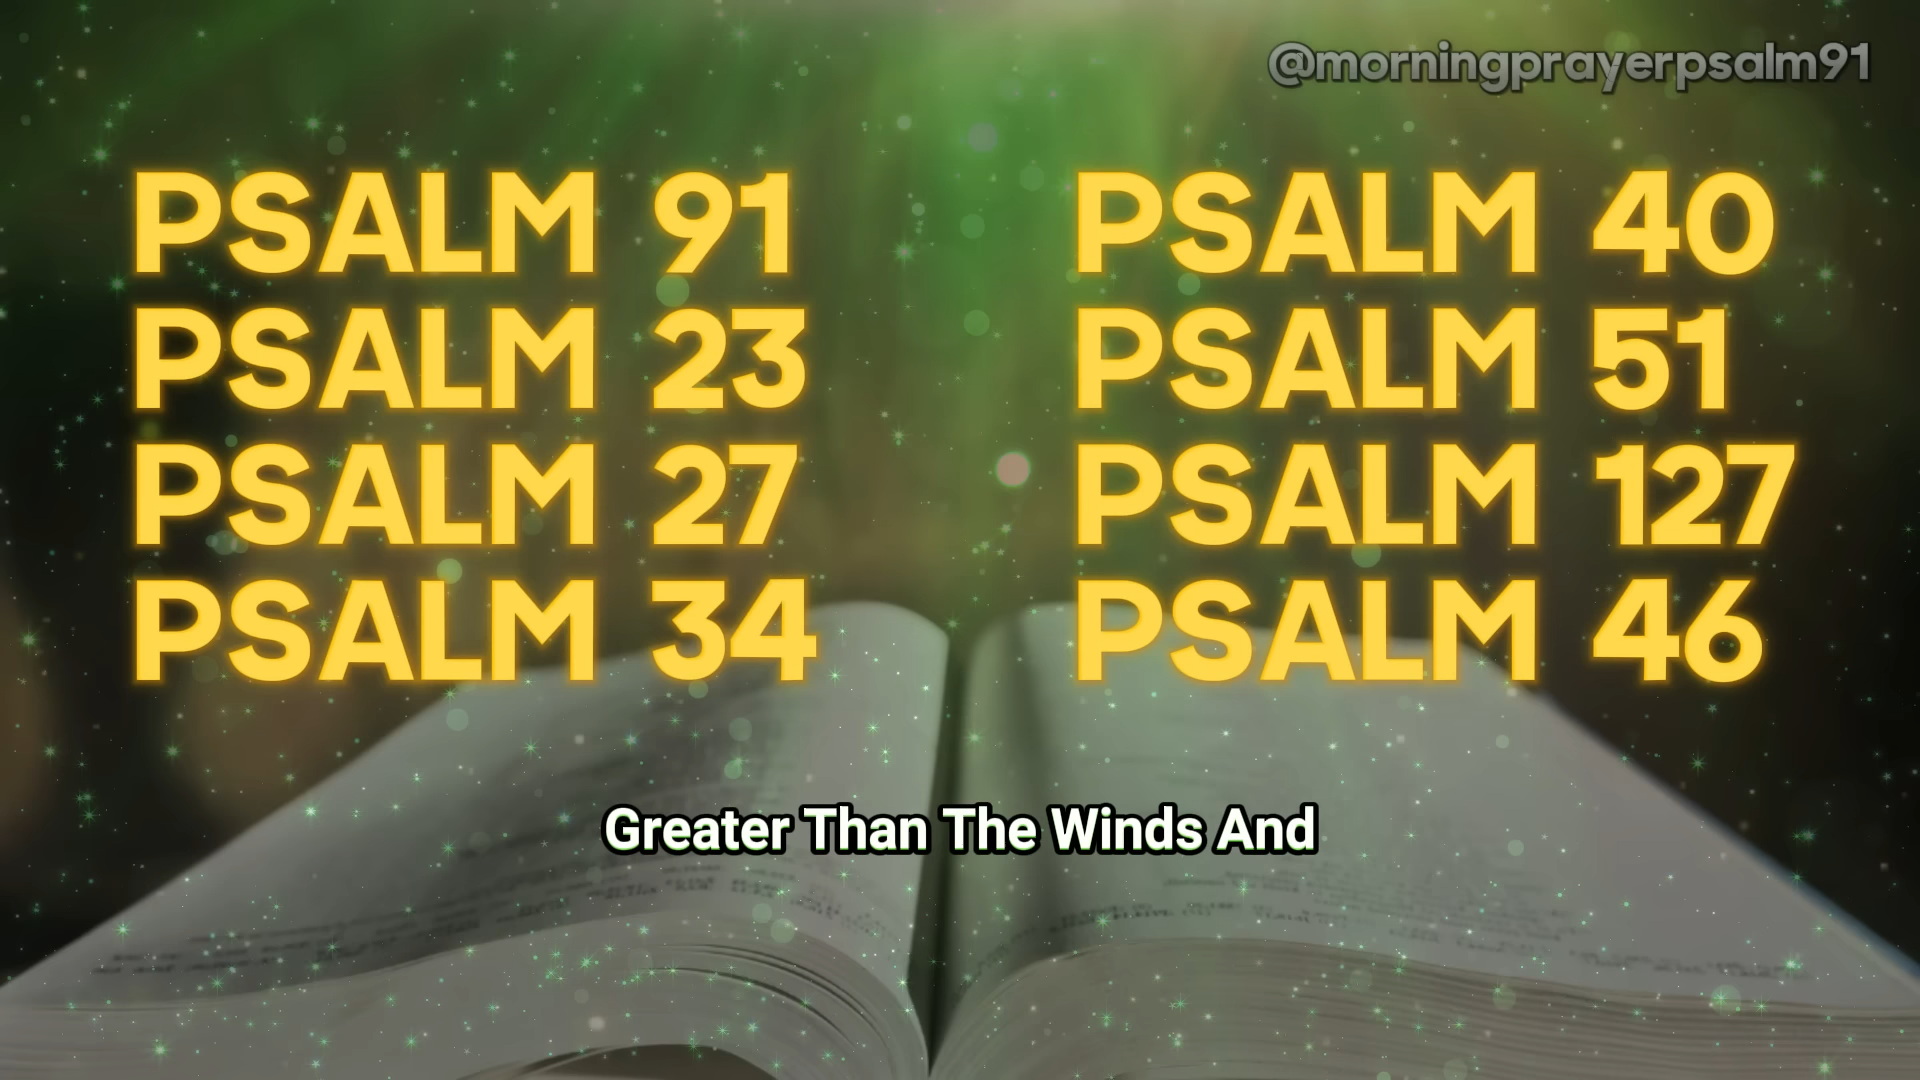 @morningprayerpsalm91
PSALM 91
PSALM 23
PSALM 27
PSALM 34
PSALM 40
PSALM 51
PSALM 127
PSALM 46
Greater Than The Winds And